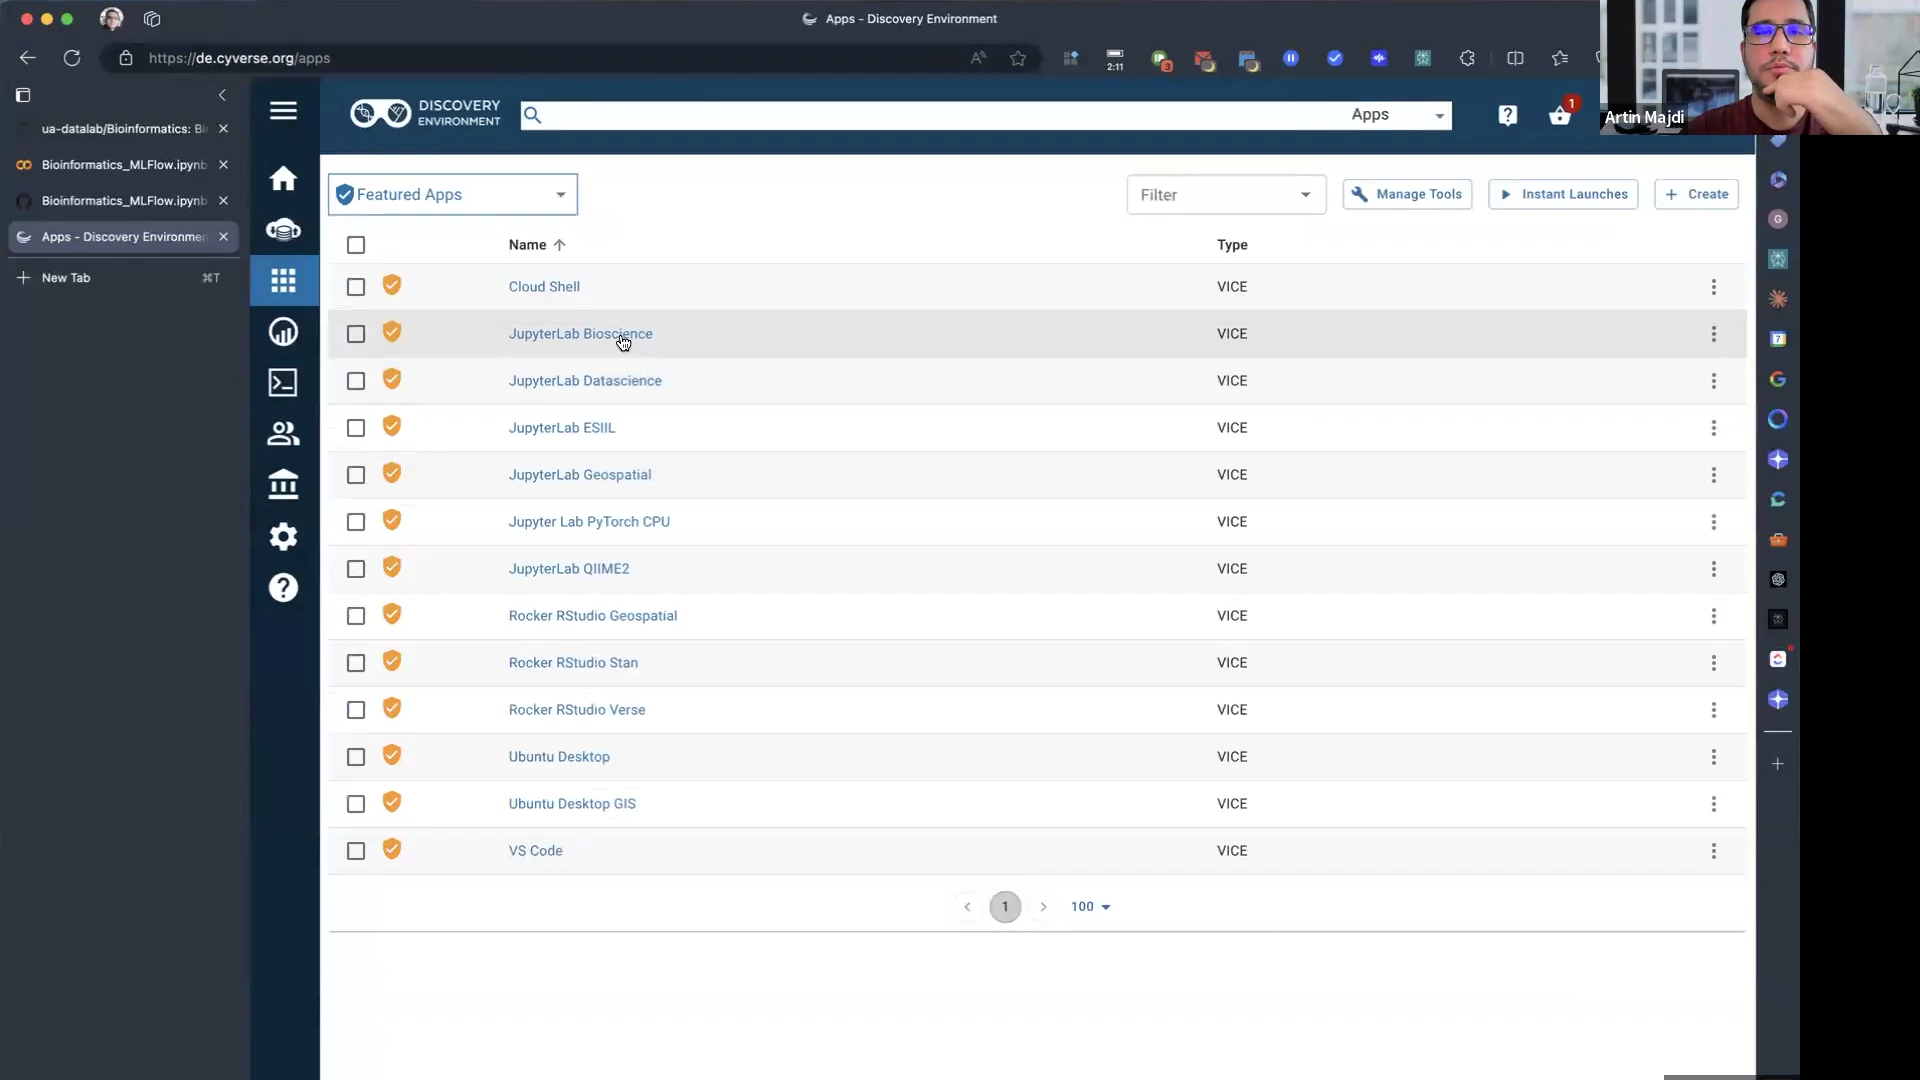 Apps - Discovery Environment
https://de.cyverse.org/apps
2:11
3
ua-datalab/Bioinformatics: Bi
Bioinformatics_MLFlow.ipynb
Bioinformatics_MLFlow.ipynb
Apps - Discovery Environmen
New Tab ⌘T
DISCOVERY
ENVIRONMENT
Apps
1
Artin Majdi
Featured Apps
Filter
Manage Tools
Instant Launches
Create
Name Type
Cloud Shell VICE
JupyterLab Bioscience VICE
JupyterLab Datascience VICE
JupyterLab ESIIL VICE
JupyterLab Geospatial VICE
Jupyter Lab PyTorch CPU VICE
JupyterLab QIIME2 VICE
Rocker RStudio Geospatial VICE
Rocker RStudio Stan VICE
Rocker RStudio Verse VICE
Ubuntu Desktop VICE
Ubuntu Desktop GIS VICE
VS Code VICE
1 100